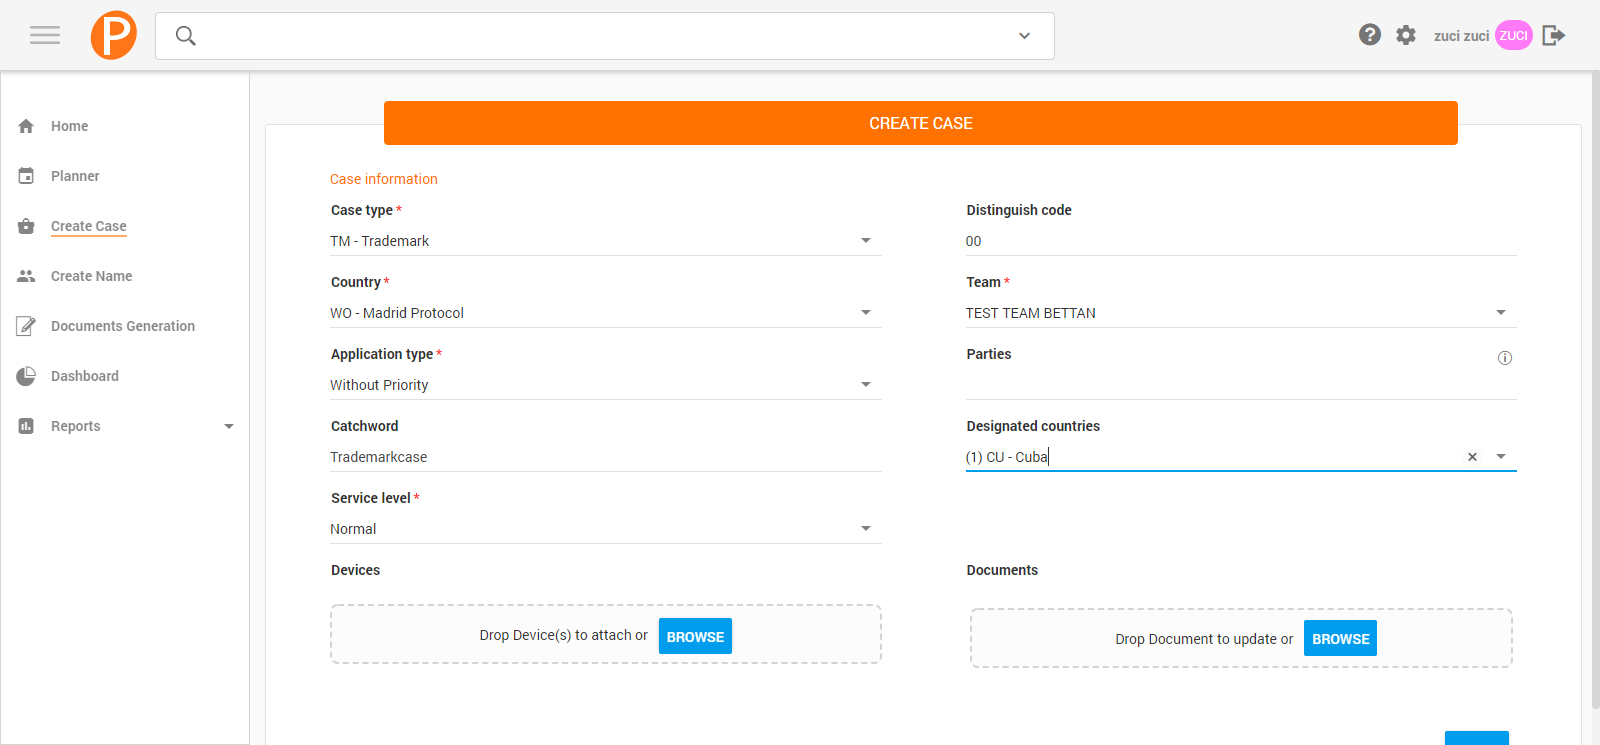 P
zuci zuci ZUCI
Home
Planner
Create Case
Create Name
Documents Generation
Dashboard
Reports
CREATE CASE
Case information
Case type *
TM - Trademark
Distinguish code
00
Country *
WO - Madrid Protocol
Team *
TEST TEAM BETTAN
Application type *
Without Priority
Parties
Catchword
Trademarkcase
Designated countries
(1) CU - Cuba
Service level *
Normal
Devices
Drop Device(s) to attach or BROWSE
Documents
Drop Document to update or BROWSE